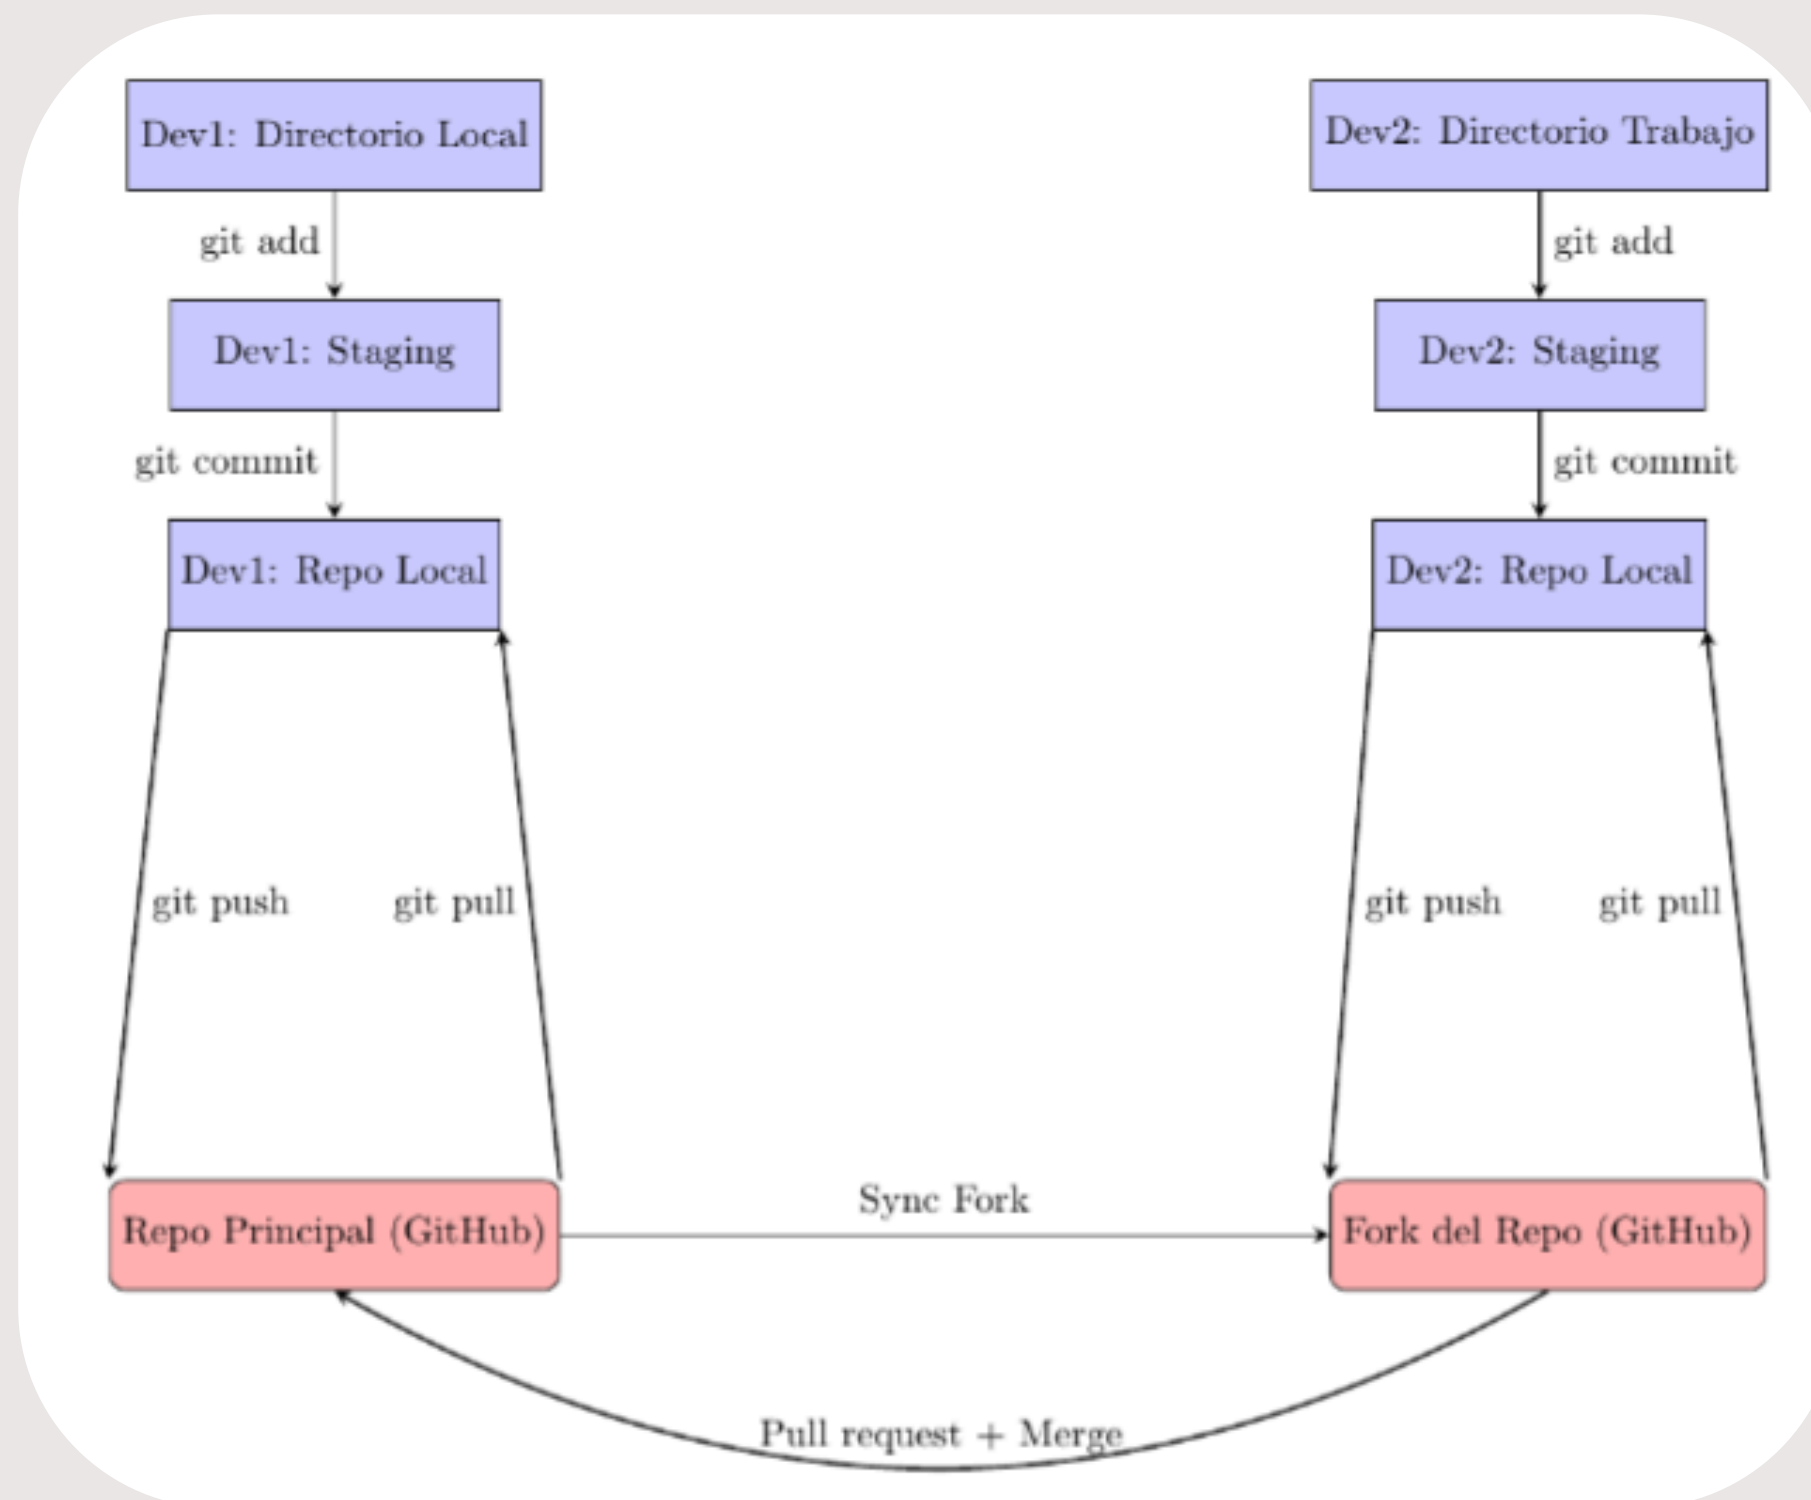 Dev1: Directorio Local
Dev2: Directorio Trabajo
git add
git add
Dev1: Staging
Dev2: Staging
git commit
git commit
Dev1: Repo Local
Dev2: Repo Local
git push
git pull
git push
git pull
Sync Fork
Repo Principal (GitHub)
Fork del Repo (GitHub)
Pull request + Merge